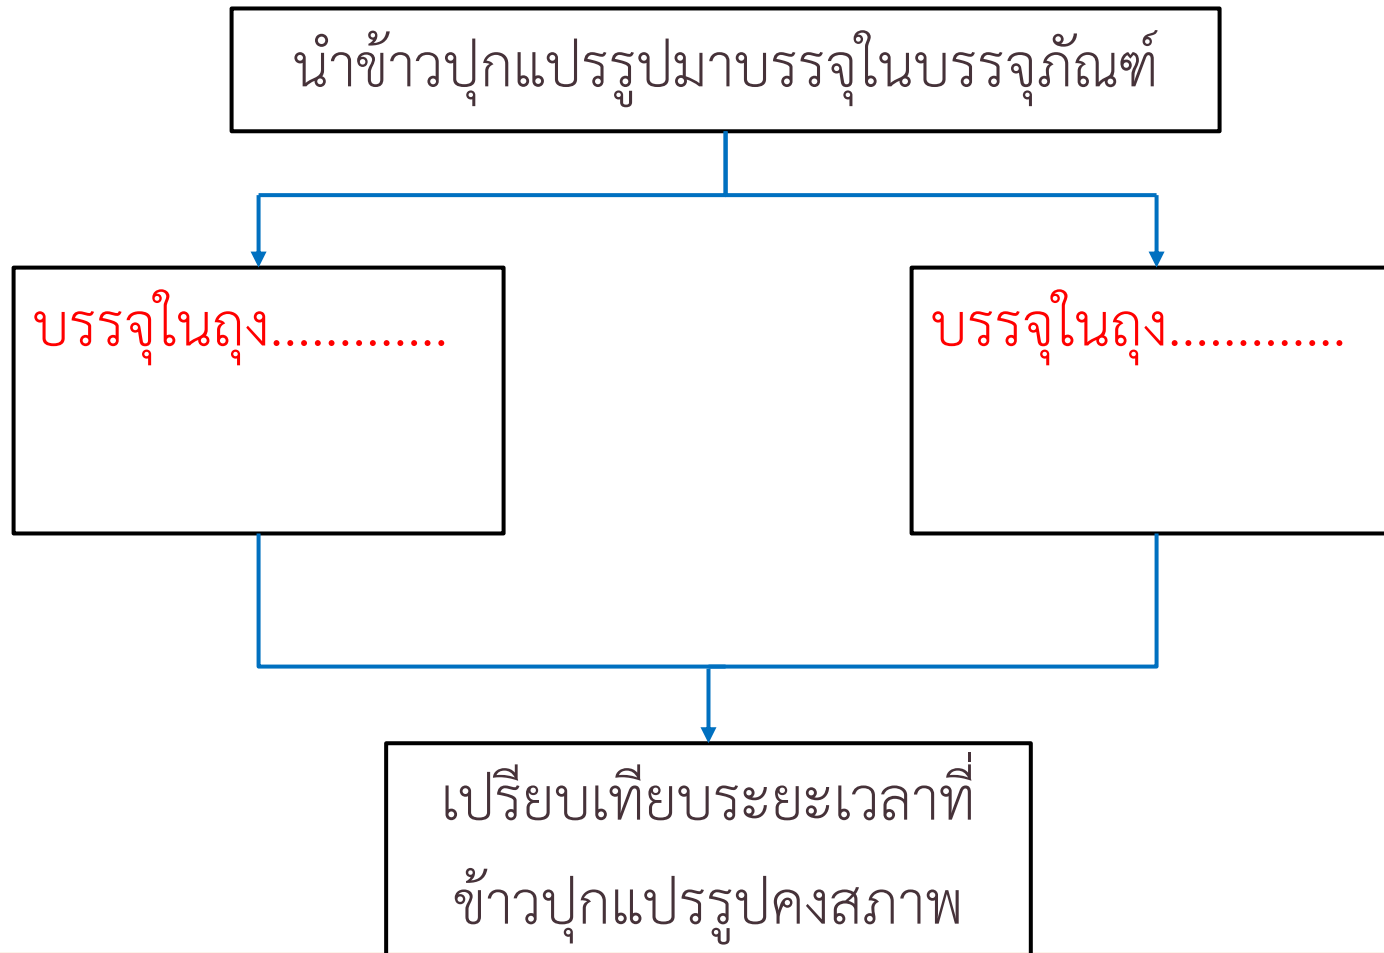 นำข้าวปุกแปรรูปมาบรรจุในบรรจุภัณฑ์
บรรจุในถุง.............
บรรจุในถุง.............
เปรียบเทียบระยะเวลาที่
ข้าวปุกแปรรูปคงสภาพ